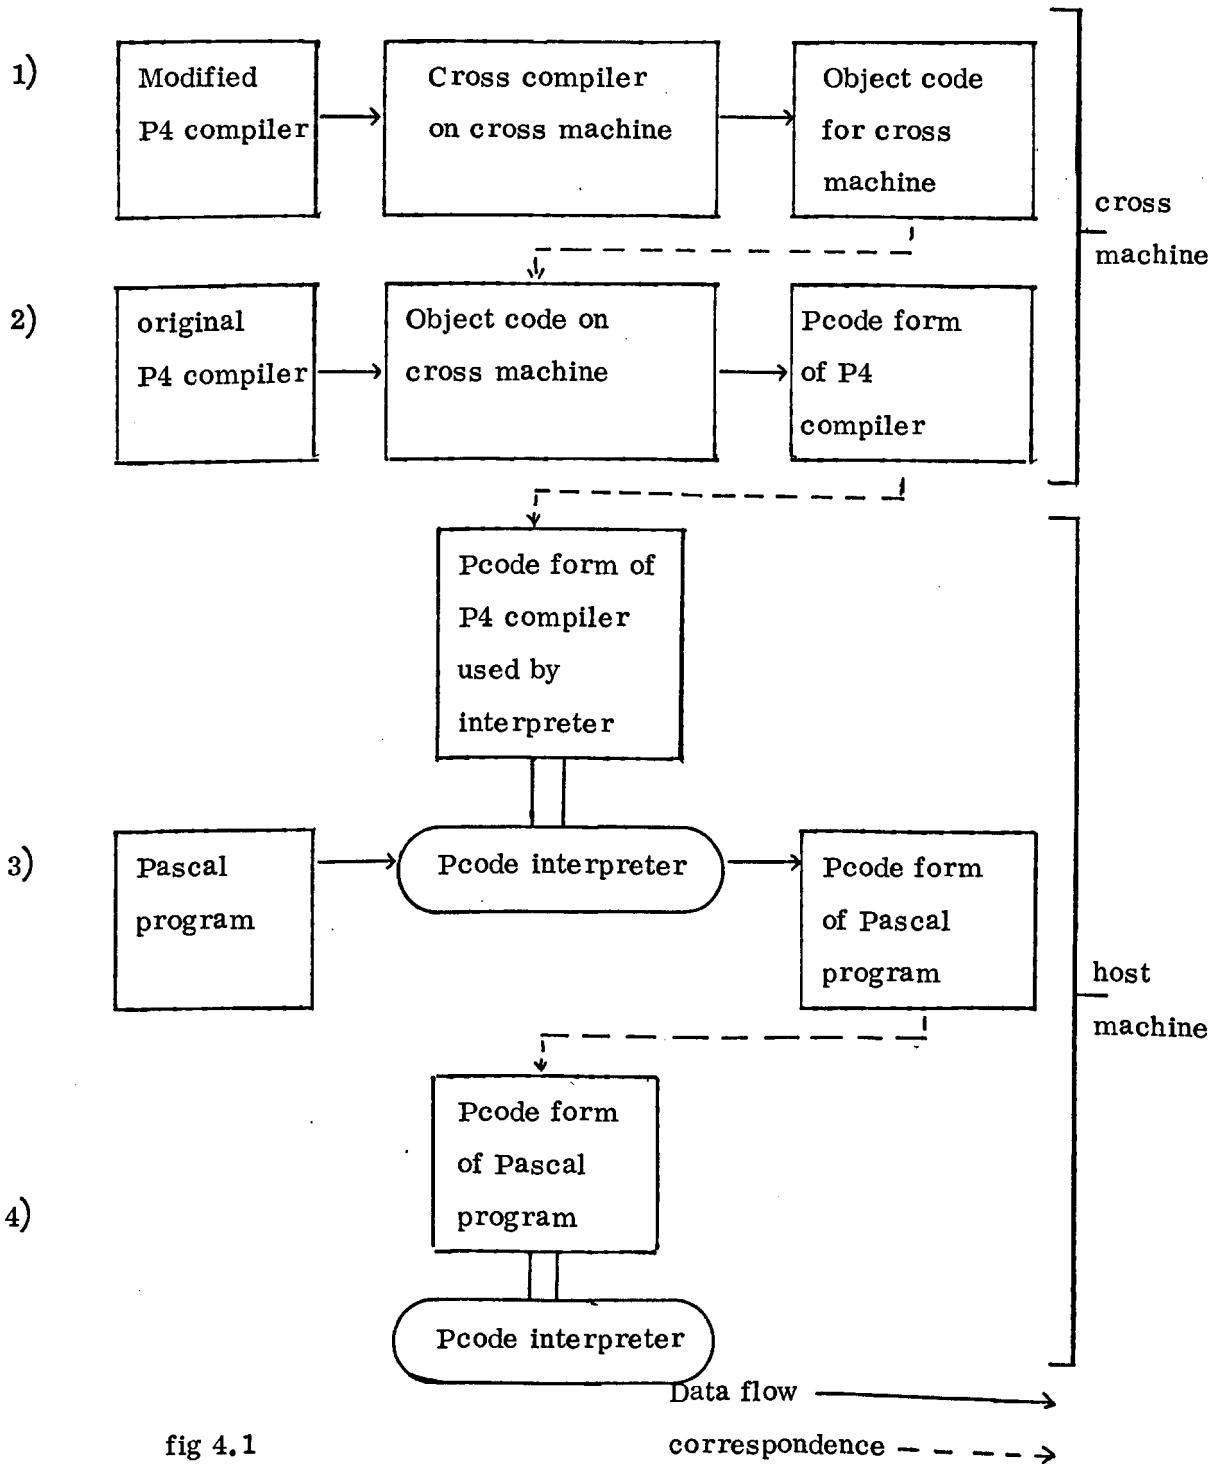 1)
Modified
P4 compiler
Cross compiler
on cross machine
Object code
for cross
machine
cross
machine
2)
original
P4 compiler
Object code on
cross machine
Pcode form
of P4
compiler
Pcode form of
P4 compiler
used by
interpreter
3)
Pascal
program
Pcode interpreter
Pcode form
of Pascal
program
host
machine
4)
Pcode form
of Pascal
program
Pcode interpreter
Data flow
correspondence
fig 4.1